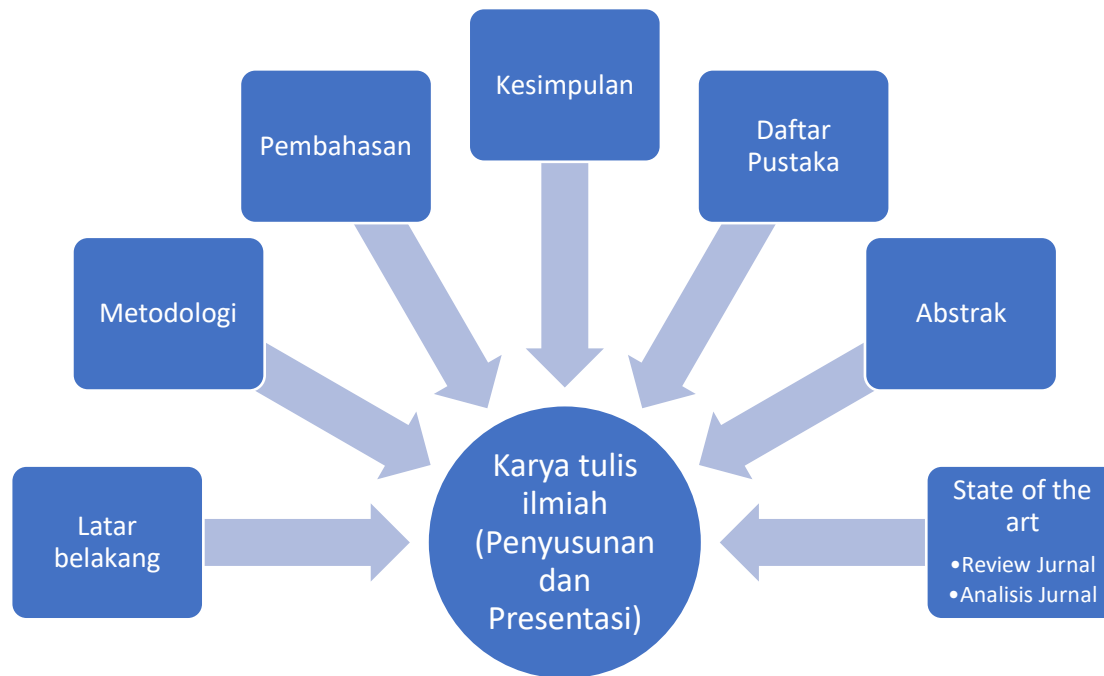 Kesimpulan
Pembahasan
Daftar
Pustaka
Metodologi
Abstrak
Latar
belakang
Karya tulis
ilmiah
(Penyusunan
dan
Presentasi)
State of the
art
•Review Jurnal
•Analisis Jurnal